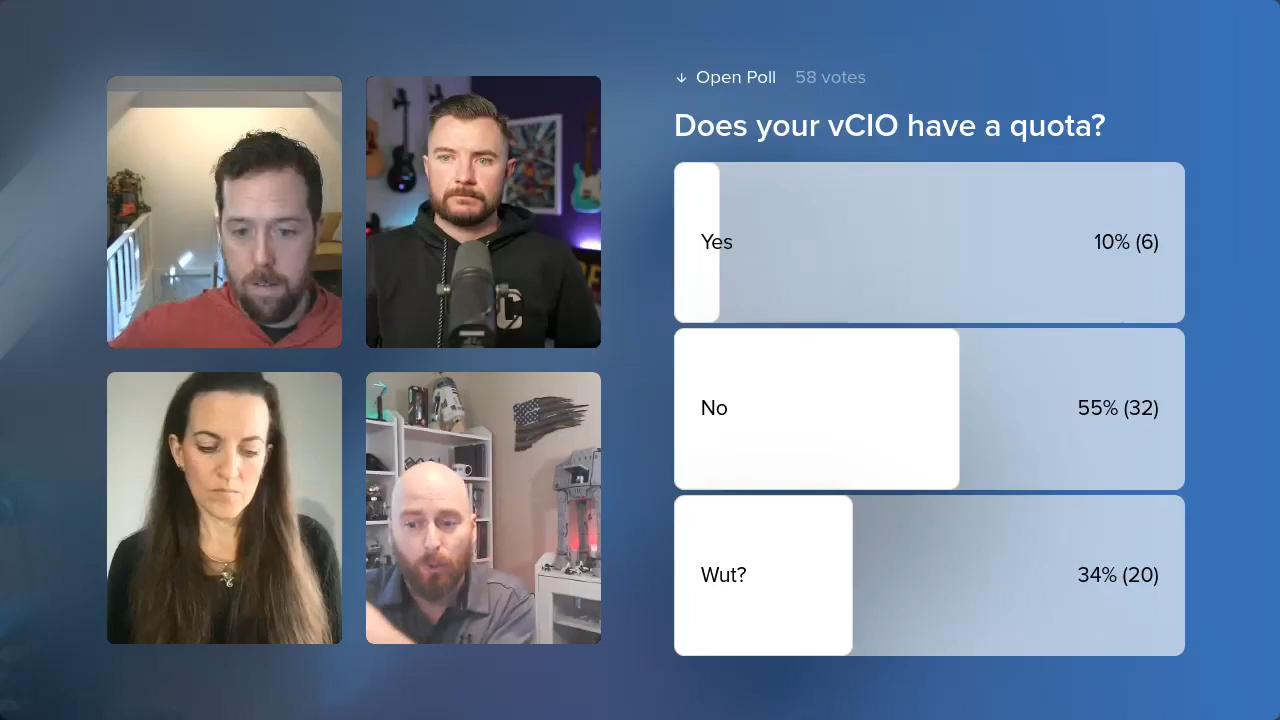 ↓ Open Poll 58 votes
Does your vCIO have a quota?
Yes 10% (6)
No 55% (32)
Wut? 34% (20)